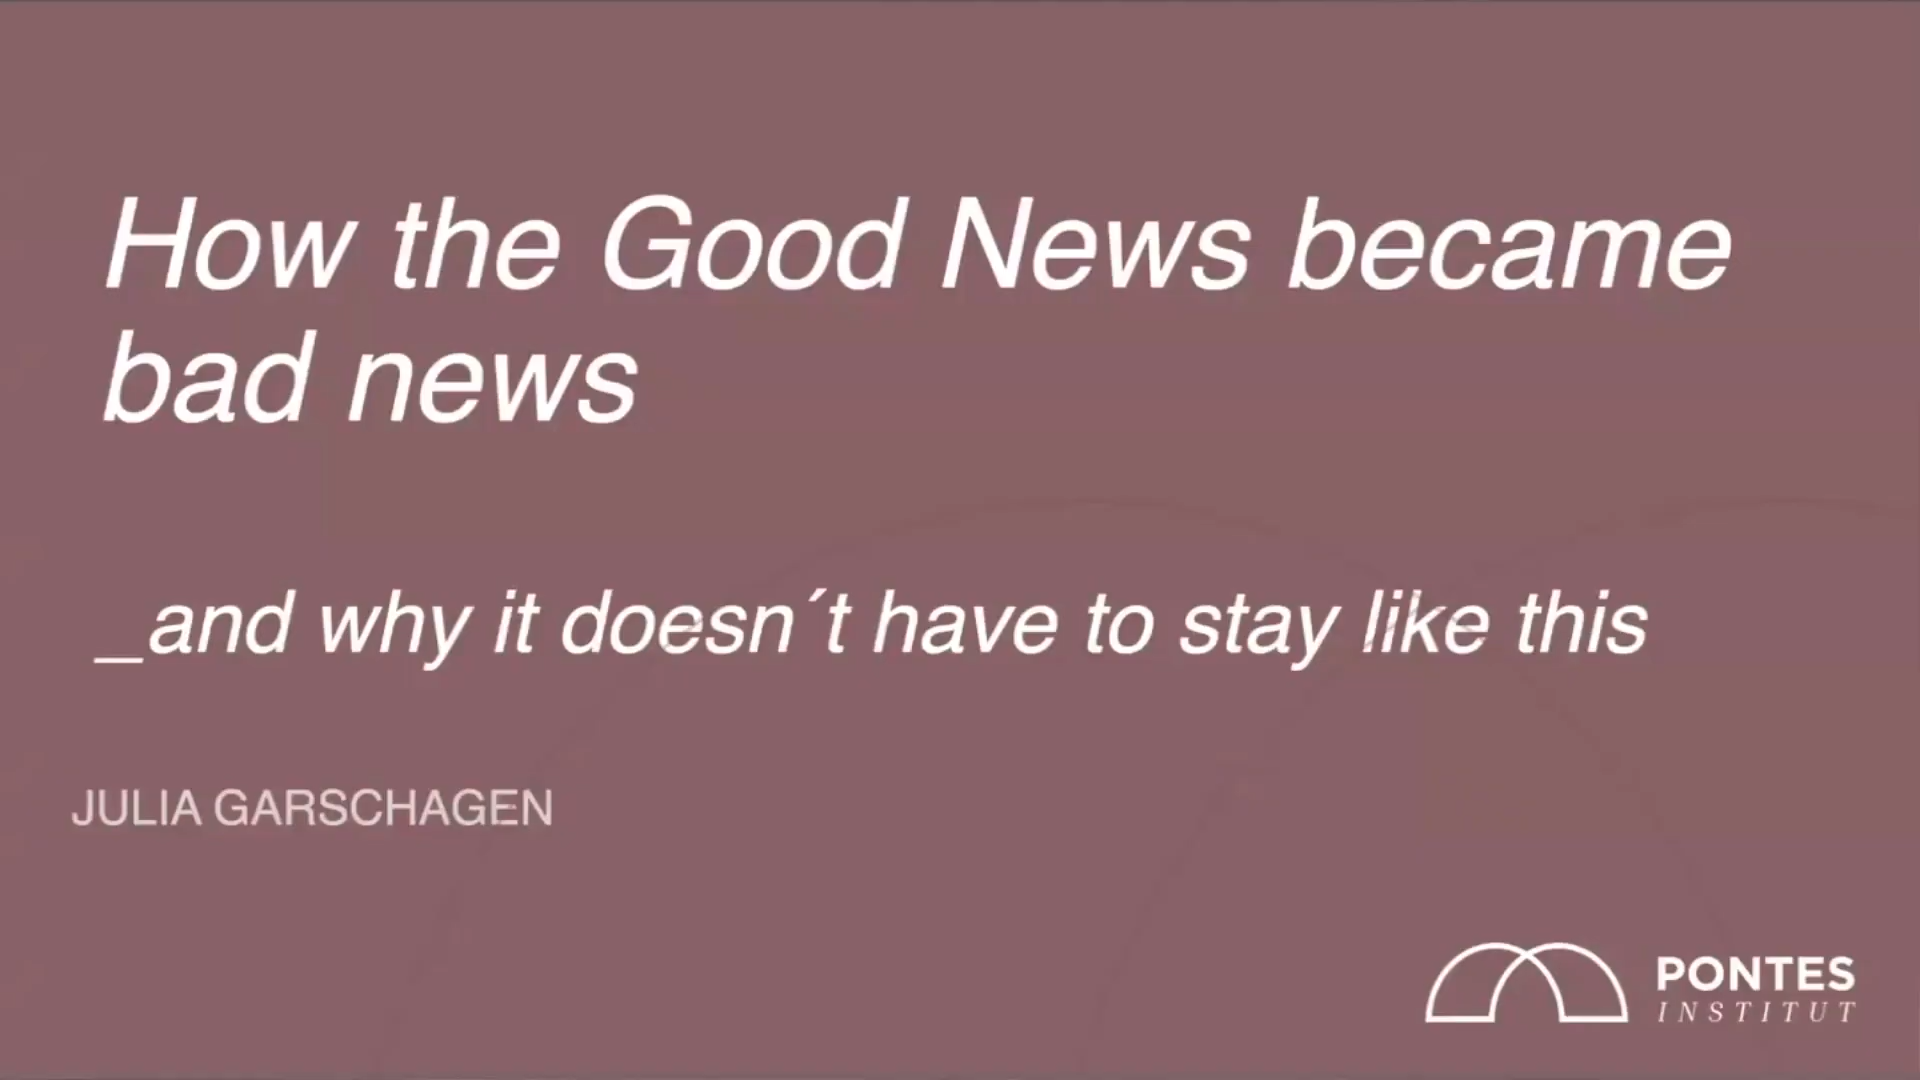 How the Good News became
bad news
_and why it doesn´t have to stay like this
JULIA GARSCHAGEN
PONTES
INSTITUT